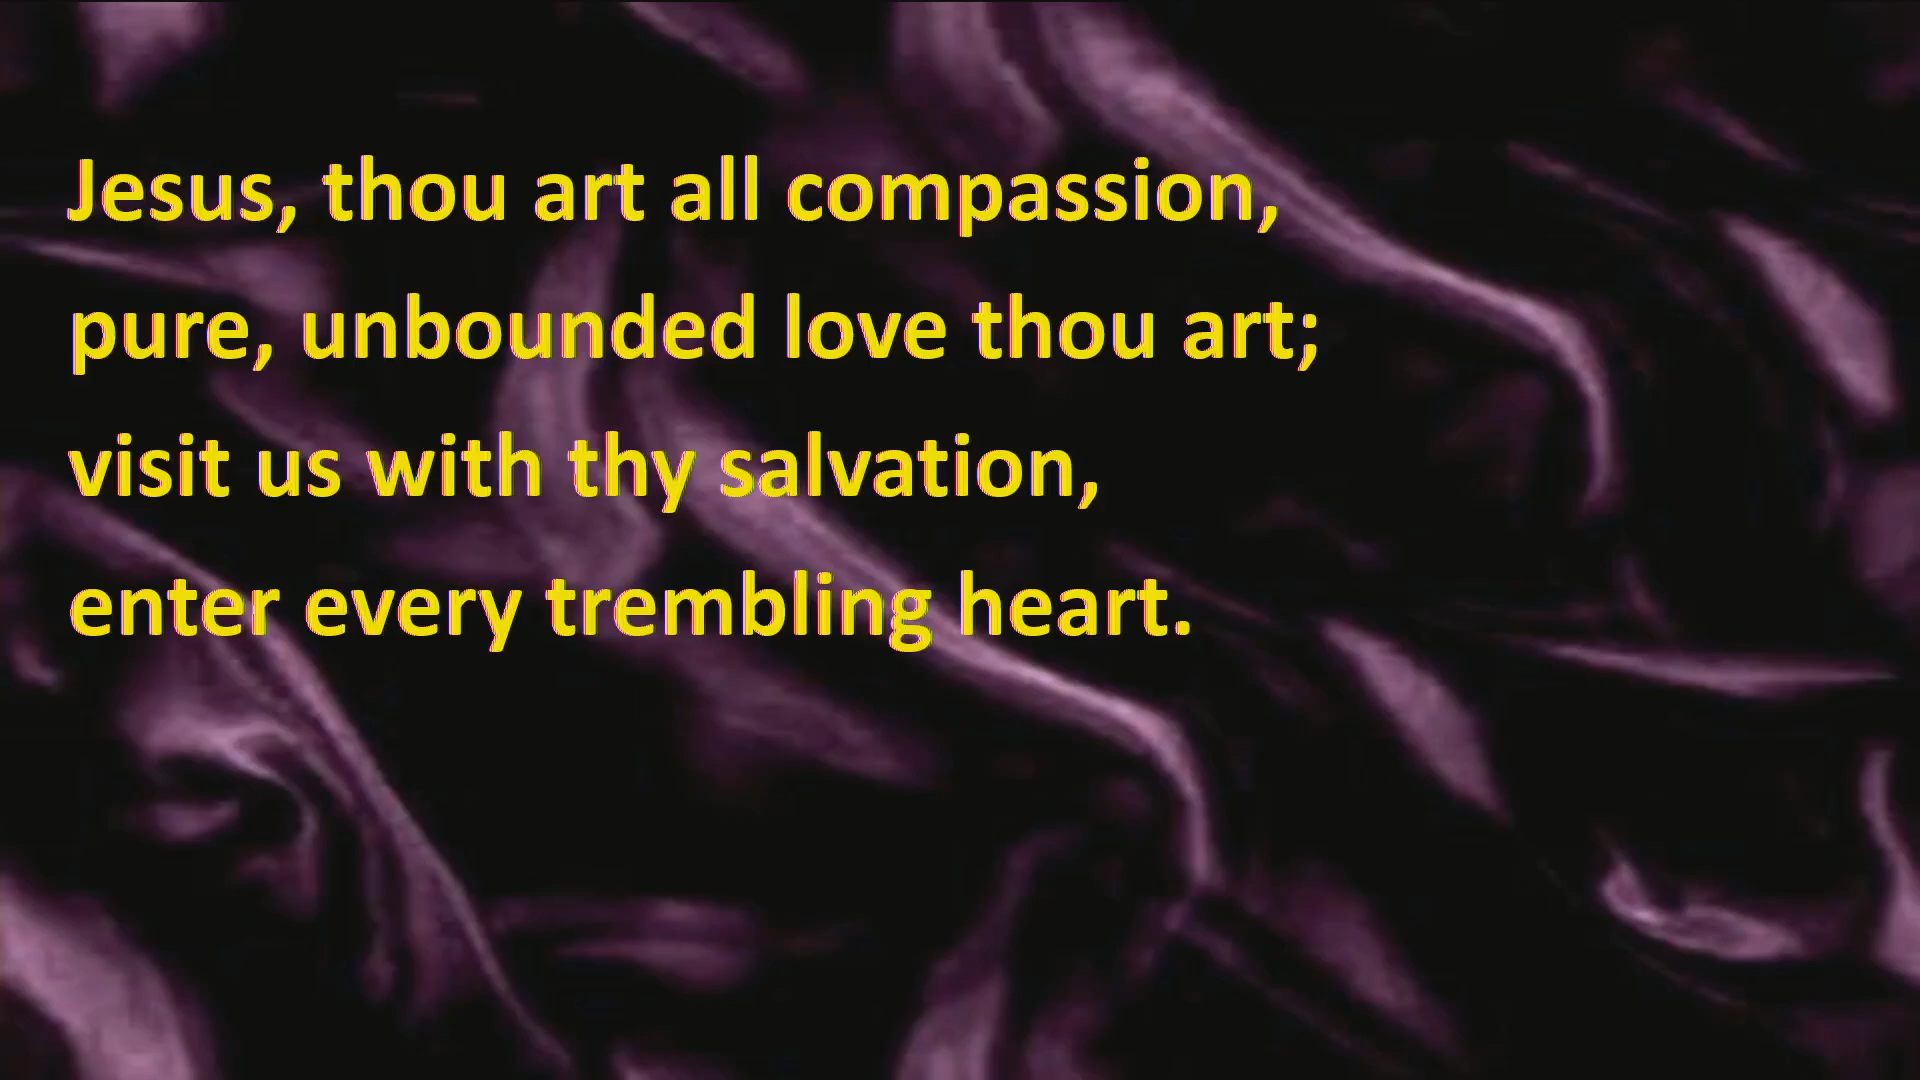 Jesus, thou art all compassion,
pure, unbounded love thou art;
visit us with thy salvation,
enter every trembling heart.